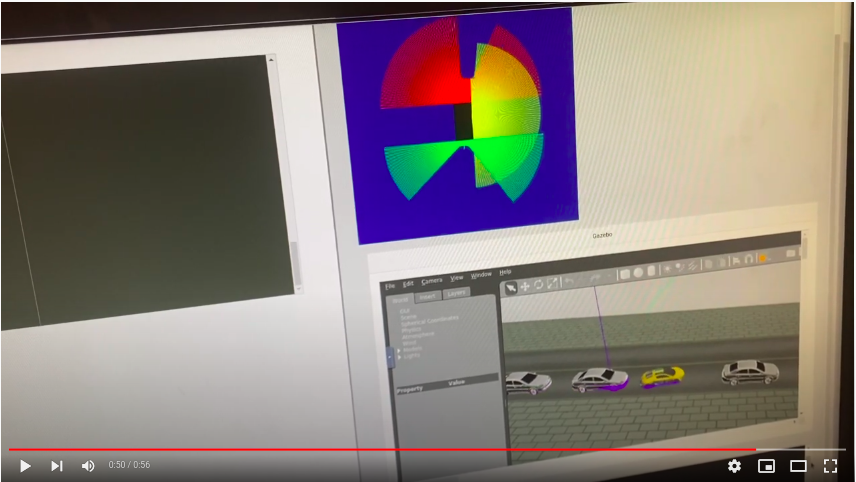 Gazebo
File Edit Camera View Window Help
World Insert Layers
GUI
Scene
Spherical Coordinates
Physics
Atmosphere
Wind
Models
Lights
Property Value
0:50 / 0:56